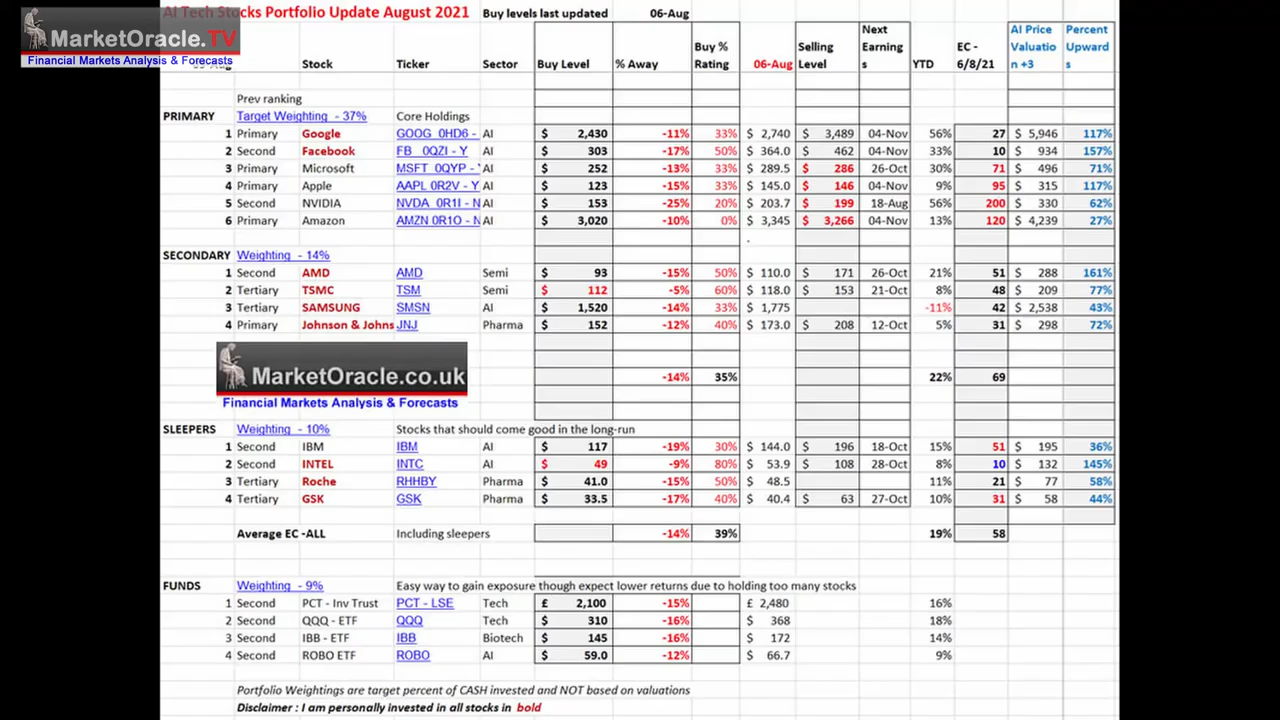 AI Tech Stocks Portfolio Update August 2021 Buy levels last updated 06-Aug
MarketOracle.TV
Financial Markets Analysis & Forecasts
Stock Ticker Sector Buy Level % Away Buy % Rating 06-Aug Selling Level Next Earning s YTD EC - 6/8/21 AI Price Valuatio n +3 Percent Upward s
Prev ranking
PRIMARY Target Weighting - 37% Core Holdings
1 Primary Google GOOG 0HD6 - AI $ 2,430 -11% 33% $ 2,740 $ 3,489 04-Nov 56% 27 $ 5,946 117%
2 Second Facebook FB 0QZI - Y AI $ 303 -17% 50% $ 364.0 $ 462 04-Nov 33% 10 $ 934 157%
3 Primary Microsoft MSFT 0QYP - AI $ 252 -13% 33% $ 289.5 $ 286 26-Oct 30% 71 $ 496 71%
4 Primary Apple AAPL 0R2V - Y AI $ 123 -15% 33% $ 145.0 $ 146 04-Nov 9% 95 $ 315 117%
5 Second NVIDIA NVDA 0R1I - N AI $ 153 -25% 20% $ 203.7 $ 199 18-Aug 56% 200 $ 330 62%
6 Primary Amazon AMZN 0R1O - N AI $ 3,020 -10% 0% $ 3,345 $ 3,266 04-Nov 13% 120 $ 4,239 27%
SECONDARY Weighting - 14%
1 Second AMD AMD Semi $ 93 -15% 50% $ 110.0 $ 171 26-Oct 21% 51 $ 288 161%
2 Tertiary TSMC TSM Semi $ 112 -5% 60% $ 118.0 $ 153 21-Oct 8% 48 $ 209 77%
3 Tertiary SAMSUNG SMSN AI $ 1,520 -14% 33% $ 1,775 -11% 42 $ 2,538 43%
4 Primary Johnson & Johns JNJ Pharma $ 152 -12% 40% $ 173.0 $ 208 12-Oct 5% 31 $ 298 72%
MarketOracle.co.uk
-14% 35% 22% 69
Financial Markets Analysis & Forecasts
SLEEPERS Weighting - 10% Stocks that should come good in the long-run
1 Second IBM IBM AI $ 117 -19% 30% $ 144.0 $ 196 18-Oct 15% 51 $ 195 36%
2 Second INTEL INTC AI $ 49 -9% 80% $ 53.9 $ 108 28-Oct 8% 10 $ 132 145%
3 Tertiary Roche RHHBY Pharma $ 41.0 -15% 50% $ 48.5 11% 21 $ 77 58%
4 Tertiary GSK GSK Pharma $ 33.5 -17% 40% $ 40.4 $ 63 27-Oct 10% 31 $ 58 44%
Average EC -ALL Including sleepers -14% 39% 19% 58
FUNDS Weighting - 9% Easy way to gain exposure though expect lower returns due to holding too many stocks
1 Second PCT - Inv Trust PCT - LSE Tech £ 2,100 -15% £ 2,480 16%
2 Second QQQ - ETF QQQ Tech $ 310 -16% $ 368 18%
3 Second IBB - ETF IBB Biotech $ 145 -16% $ 172 14%
4 Second ROBO ETF ROBO AI $ 59.0 -12% $ 66.7 9%
Portfolio Weightings are target percent of CASH invested and NOT based on valuations
Disclaimer : I am personally invested in all stocks in bold